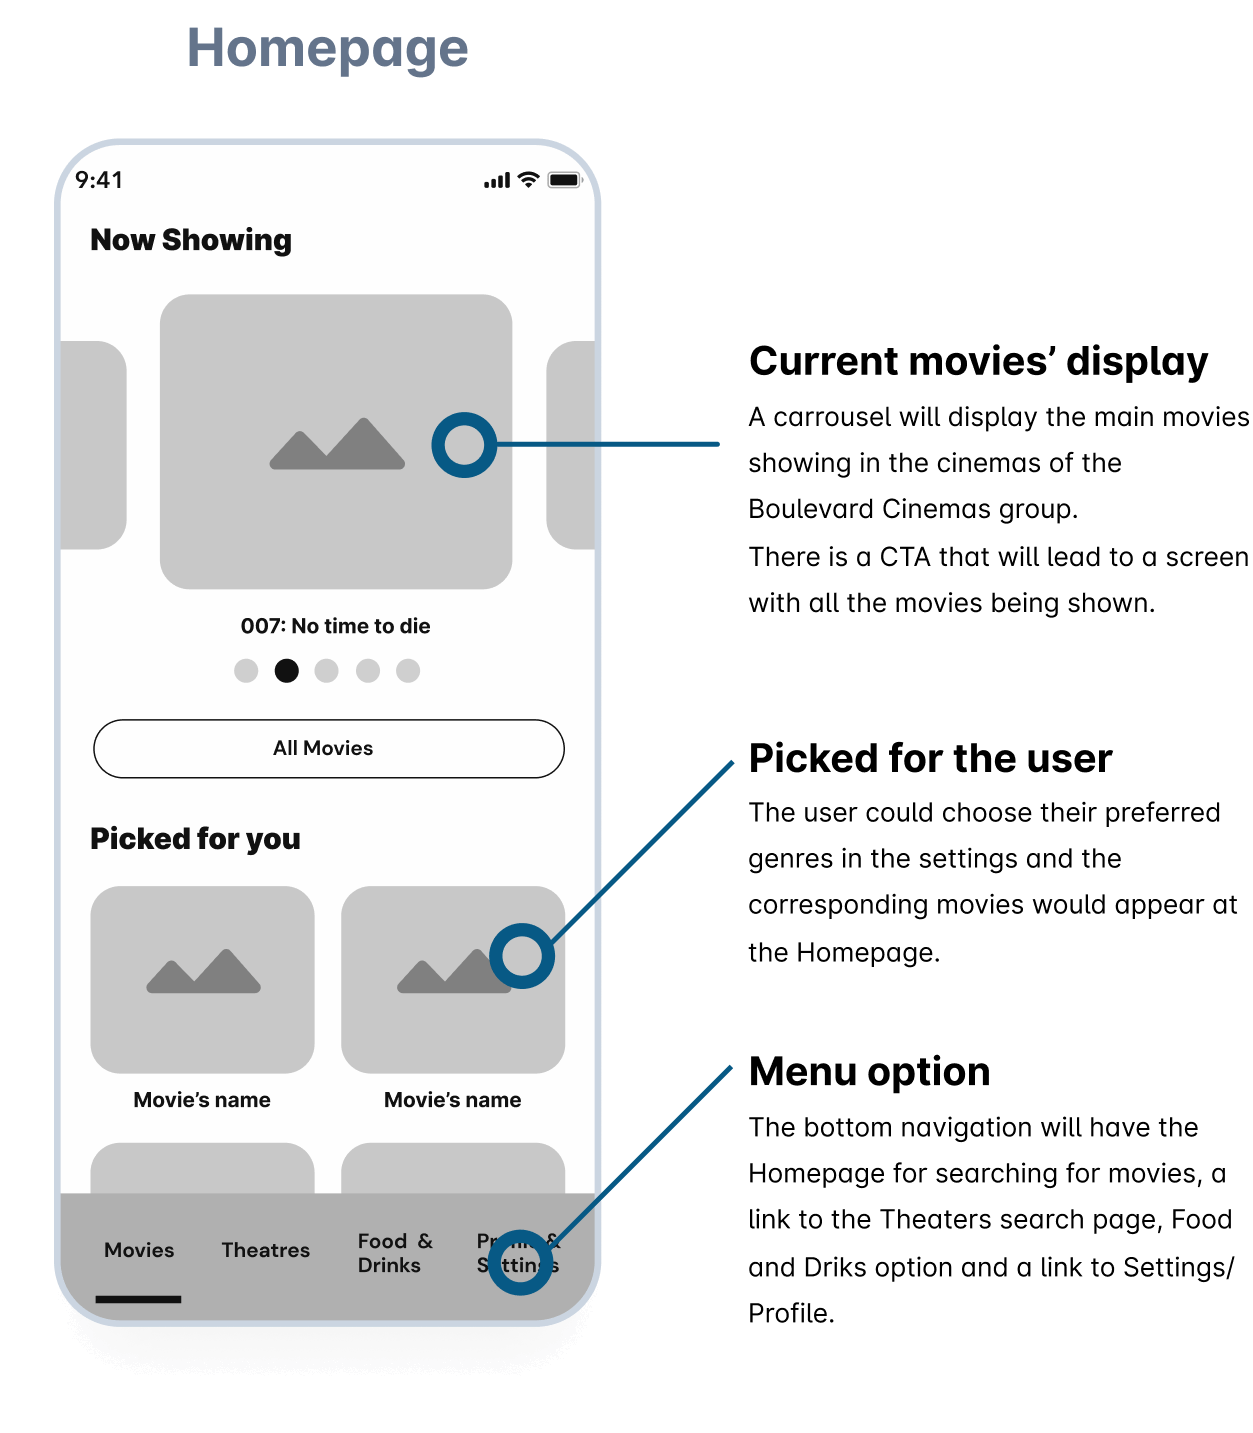 Homepage
9:41
Now Showing
007: No time to die
All Movies
Picked for you
Movie's name
Movie's name
Movies
Theatres
Food &
Drinks
Profile &
Settings
Current movies’ display
A carrousel will display the main movies
showing in the cinemas of the
Boulevard Cinemas group.
There is a CTA that will lead to a screen
with all the movies being shown.
Picked for the user
The user could choose their preferred
genres in the settings and the
corresponding movies would appear at
the Homepage.
Menu option
The bottom navigation will have the
Homepage for searching for movies, a
link to the Theaters search page, Food
and Driks option and a link to Settings/
Profile.